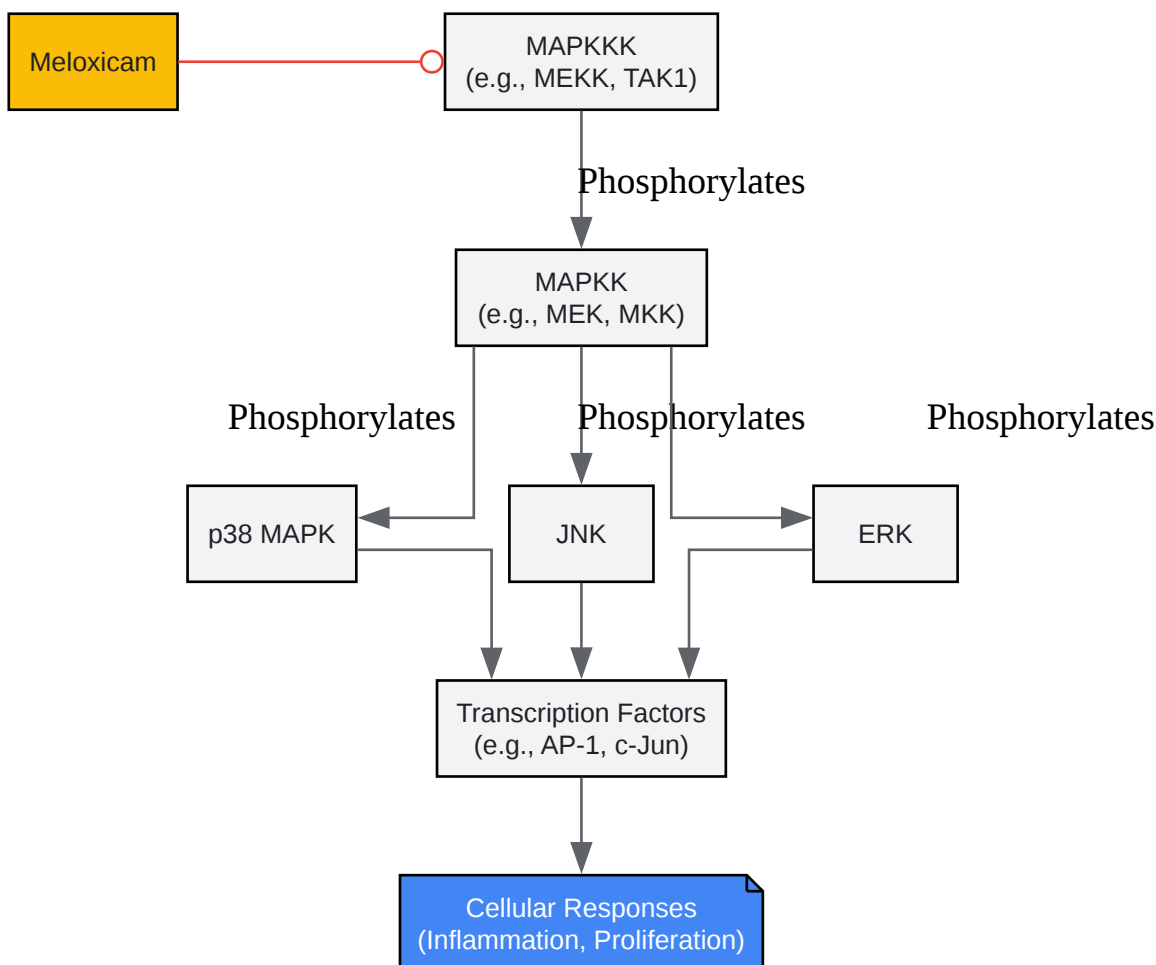 Meloxicam
MAPKKK
(e.g., MEKK, TAK1)
Phosphorylates
MAPKK
(e.g., MEK, MKK)
Phosphorylates
Phosphorylates
Phosphorylates
p38 MAPK
JNK
ERK
Transcription Factors
(e.g., AP-1, c-Jun)
Cellular Responses
(Inflammation, Proliferation)